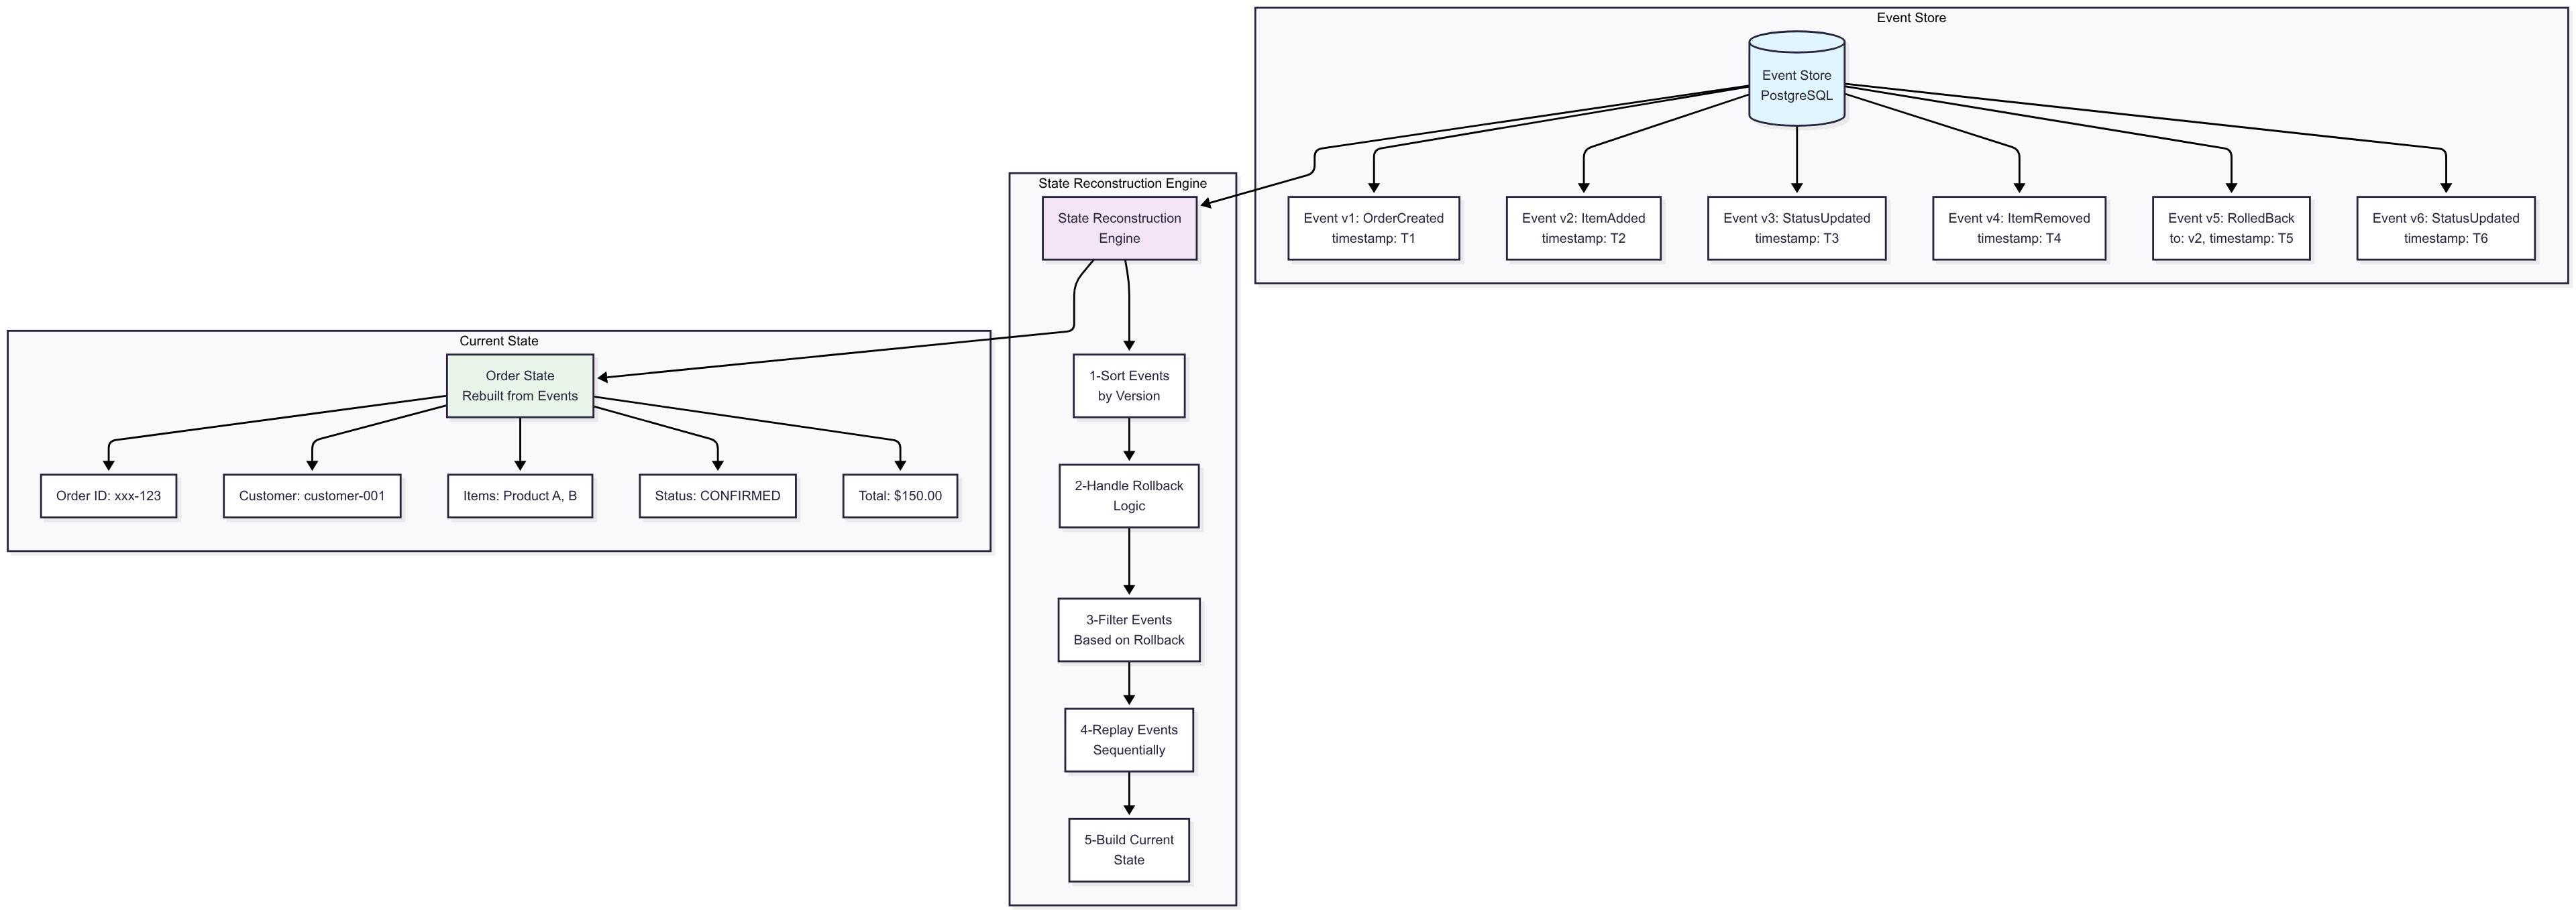 Event Store
Event Store
PostgreSQL
Event v1: OrderCreated
timestamp: T1
Event v2: ItemAdded
timestamp: T2
Event v3: StatusUpdated
timestamp: T3
Event v4: ItemRemoved
timestamp: T4
Event v5: RolledBack
to: v2, timestamp: T5
Event v6: StatusUpdated
timestamp: T6
State Reconstruction Engine
State Reconstruction
Engine
1-Sort Events
by Version
2-Handle Rollback
Logic
3-Filter Events
Based on Rollback
4-Replay Events
Sequentially
5-Build Current
State
Current State
Order State
Rebuilt from Events
Order ID: xxx-123
Customer: customer-001
Items: Product A, B
Status: CONFIRMED
Total: $150.00